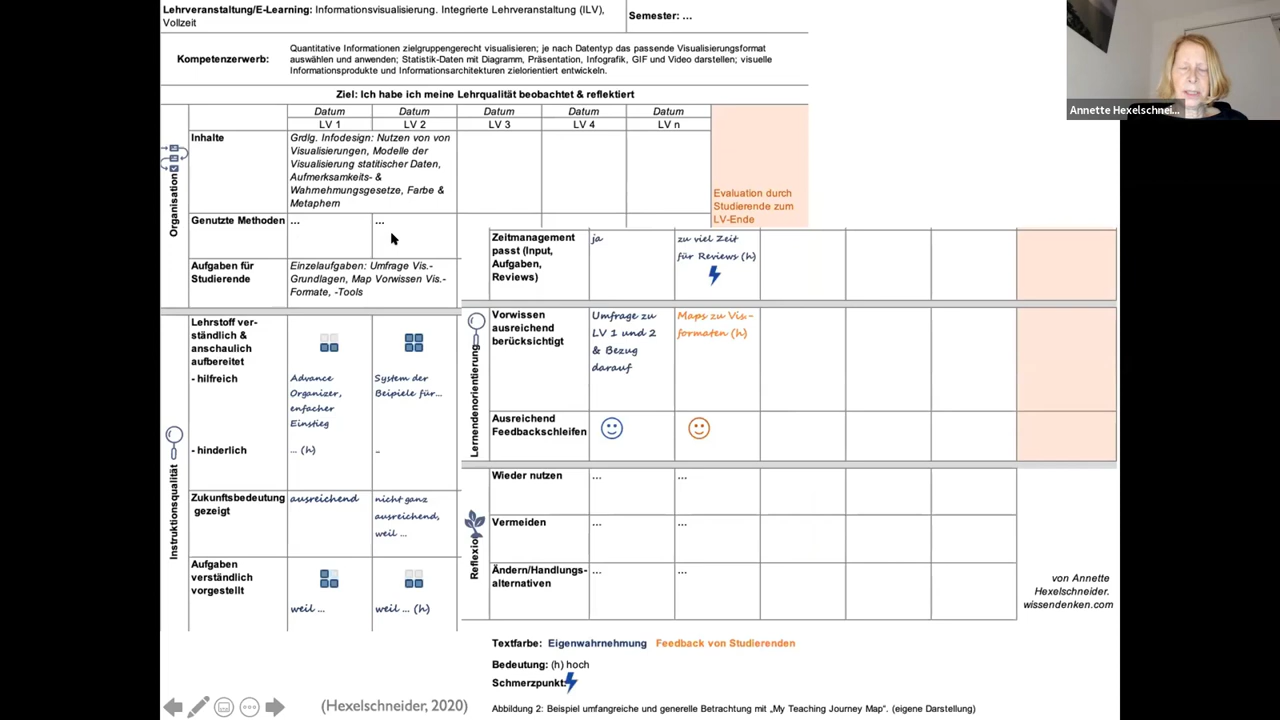 Lehrveranstaltung/E-Learning: Informationsvisualisierung. Integrierte Lehrveranstaltung (ILV),
Vollzeit
Semester: ...
Kompetenzerwerb:
Quantitative Informationen zielgruppengerecht visualisieren; je nach Datentyp das passende Visualisierungsformat
auswählen und anwenden; Statistik-Daten mit Diagramm, Präsentation, Infografik, GIF und Video darstellen; visuelle
Informationsprodukte und Informationsarchitekturen zielorientiert entwickeln.
Ziel: Ich habe ich meine Lehrqualität beobachtet & reflektiert
Datum Datum Datum Datum Datum
LV 1 LV 2 LV 3 LV 4 LV n
Organisation
Inhalte
Grdlg. Infodesign: Nutzen von von
Visualisierungen, Modelle der
Visualisierung statitischer Daten,
Aufmerksamkeits- &
Wahrnehmungsgesetze, Farbe &
Metaphern
Evaluation durch
Studierende zum
LV-Ende
Genutzte Methoden ... ...
Aufgaben für
Studierende
Einzelaufgaben: Umfrage Vis.-
Grundlagen, Map Vorwissen Vis.-
Formate, -Tools
Instruktionsqualität
Lehrstoff ver-
ständlich &
anschaulich
aufbereitet
- hilfreich
Advance
Organizer,
enfacher
Einstieg
System der
Beipiele für...
- hinderlich
... (h)
..
Zukunftsbedeutung
gezeigt
ausreichend
nicht ganz
ausreichend,
weil ...
Aufgaben
verständlich
vorgestellt
weil ...
weil ... (h)
Zeitmanagement
passt (Input,
Aufgaben,
Reviews)
ja
zu viel Zeit
für Reviews (h)
Lernendenorientierung
Vorwissen
ausreichend
berücksichtigt
Umfrage zu
LV 1 und 2
& Bezug
darauf
Maps zu Vis.-
formaten (h)
Ausreichend
Feedbackschleifen
Reflexio
Wieder nutzen ... ...
Vermeiden ... ...
Ändern/Handlungs-
alternativen
... ...
von Annette
Hexelschneider.
wissendenken.com
Textfarbe: Eigenwahrnehmung Feedback von Studierenden
Bedeutung: (h) hoch
Schmerzpunkt:
(Hexelschneider, 2020)
Abbildung 2: Beispiel umfangreiche und generelle Betrachtung mit „My Teaching Journey Map“. (eigene Darstellung)
Annette Hexelschnei...